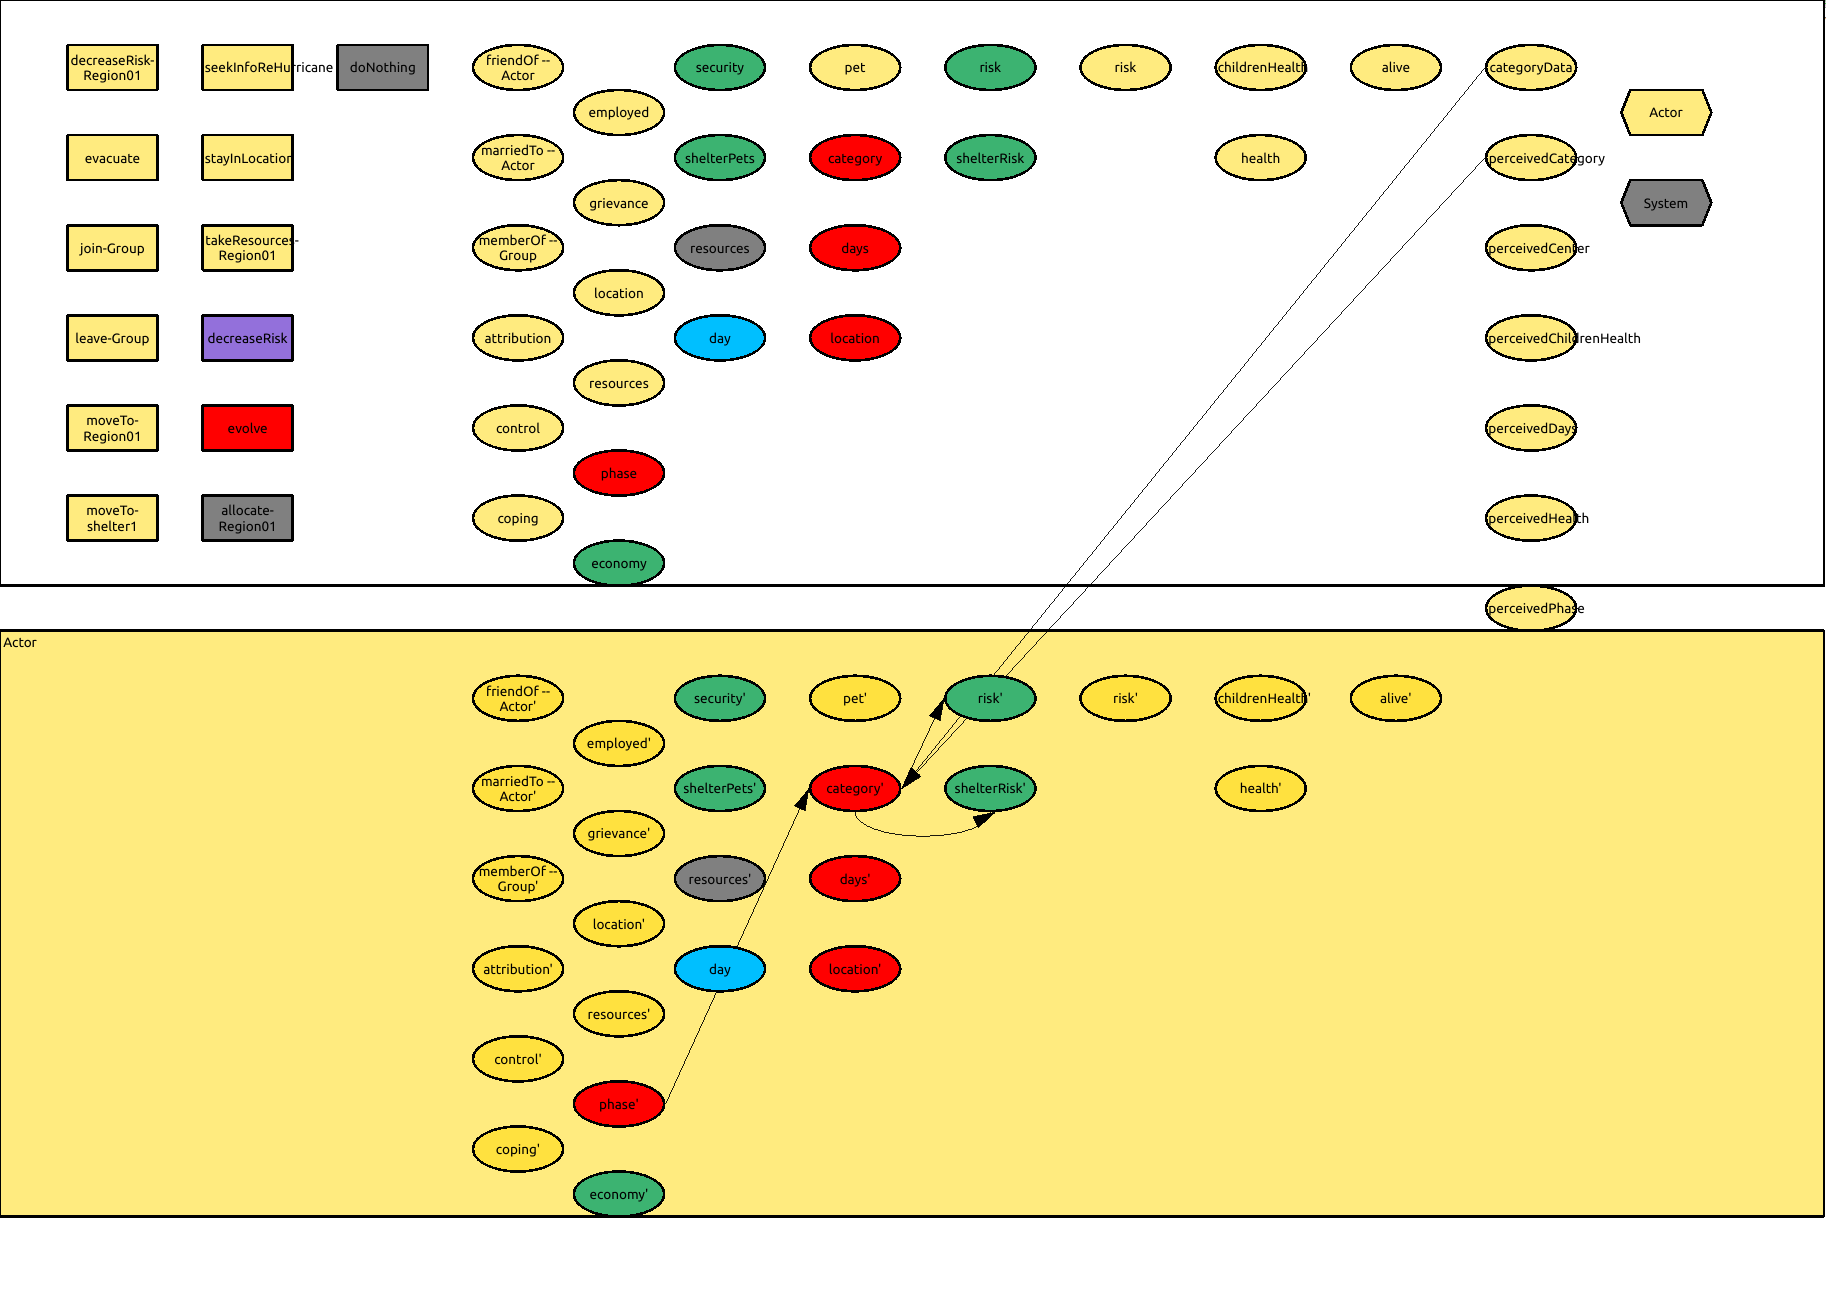 decreaseRisk-
Region01
seekInfoReHurricane
doNothing
friendOf --
Actor
security
pet
risk
risk
childrenHealth
alive
categoryData
employed
Actor
evacuate
stayInLocation
marriedTo --
Actor
shelterPets
category
shelterRisk
health
perceivedCategory
grievance
System
join-Group
takeResources-
Region01
memberOf --
Group
resources
days
perceivedCenter
location
leave-Group
decreaseRisk
attribution
day
location
perceivedChildrenHealth
resources
moveTo-
Region01
evolve
control
perceivedDays
phase
moveTo-
shelter1
allocate-
Region01
coping
perceivedHealth
economy
perceivedPhase
Actor
friendOf --
Actor'
security'
pet'
risk'
risk'
childrenHealth'
alive'
employed'
marriedTo --
Actor'
shelterPets'
category'
shelterRisk'
health'
grievance'
memberOf --
Group'
resources'
days'
location'
attribution'
day
location'
resources'
control'
phase'
coping'
economy'